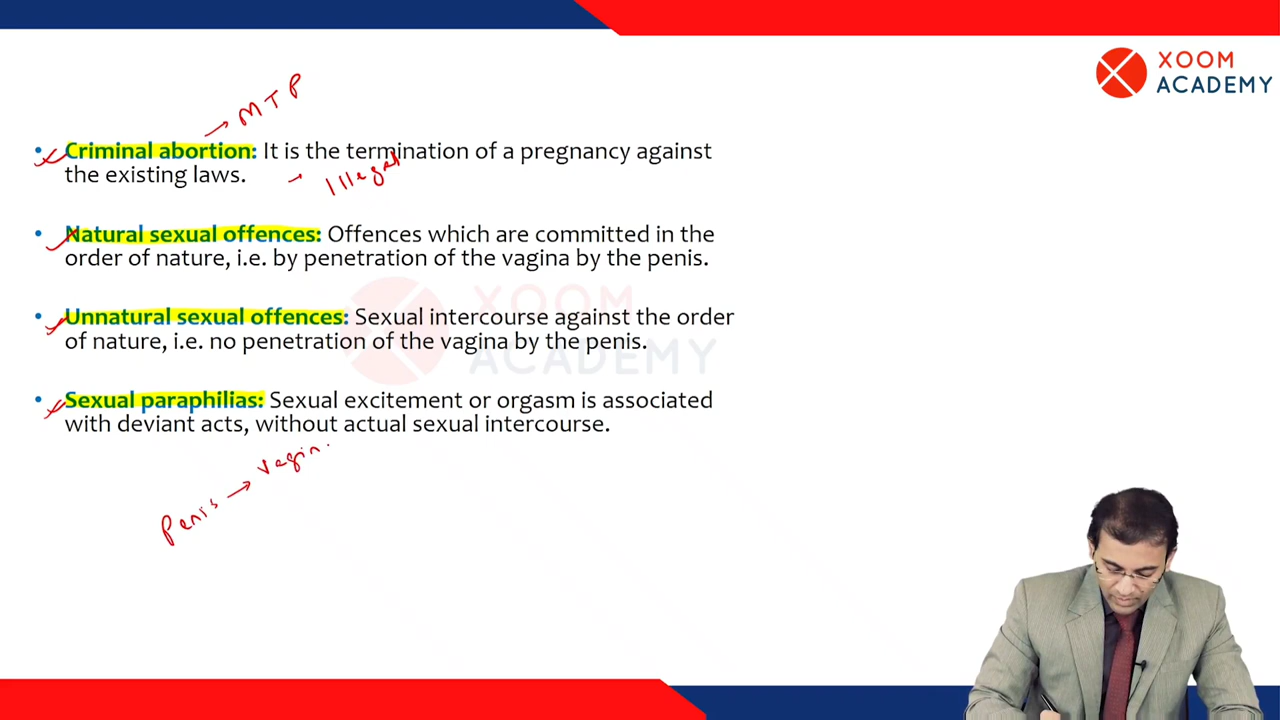 XOOM
ACADEMY
→ MTP
• Criminal abortion: It is the termination of a pregnancy against
the existing laws.
→ Illegal
• Natural sexual offences: Offences which are committed in the
order of nature, i.e. by penetration of the vagina by the penis.
XOOM
ACADEMY
• Unnatural sexual offences: Sexual intercourse against the order
of nature, i.e. no penetration of the vagina by the penis.
• Sexual paraphilias: Sexual excitement or orgasm is associated
with deviant acts, without actual sexual intercourse.
Penis → Vagin.